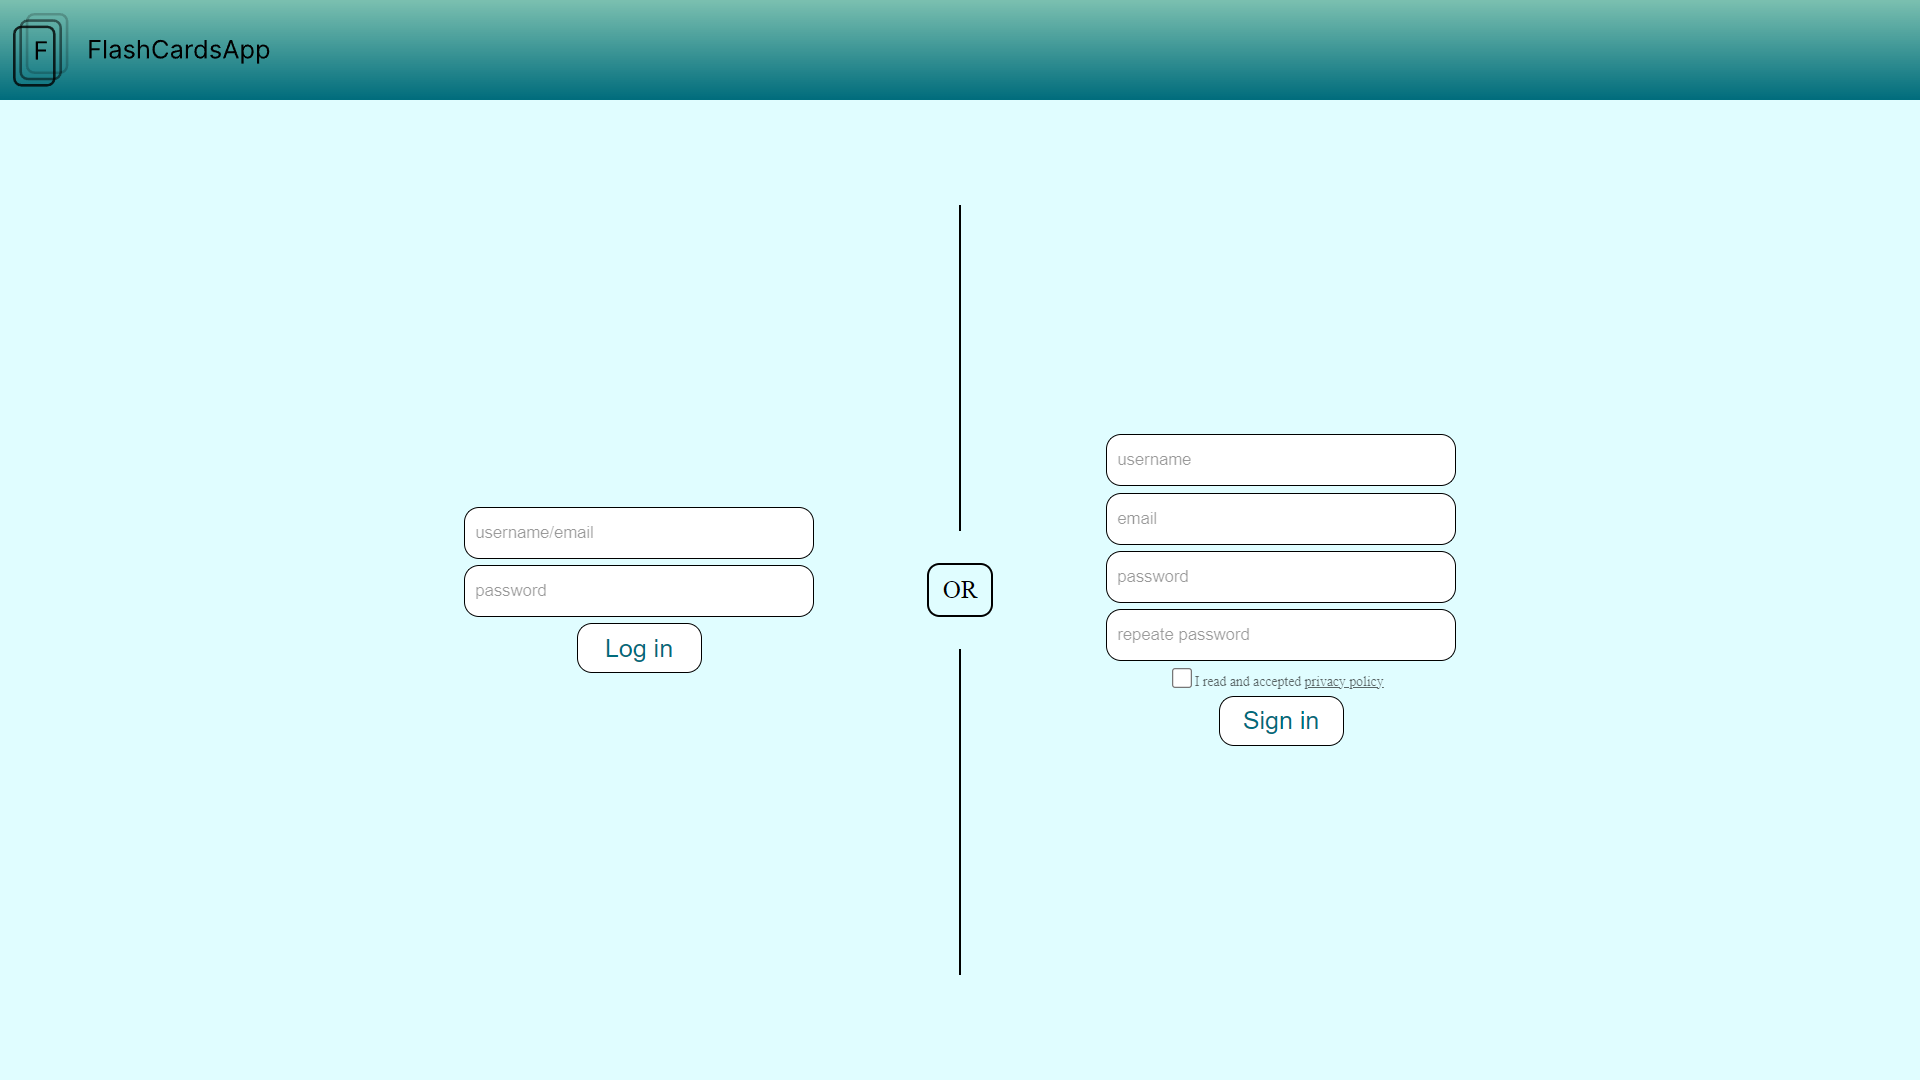 F
FlashCardsApp
username/email
password
Log in
OR
username
email
password
repeate password
I read and accepted privacy policy
Sign in